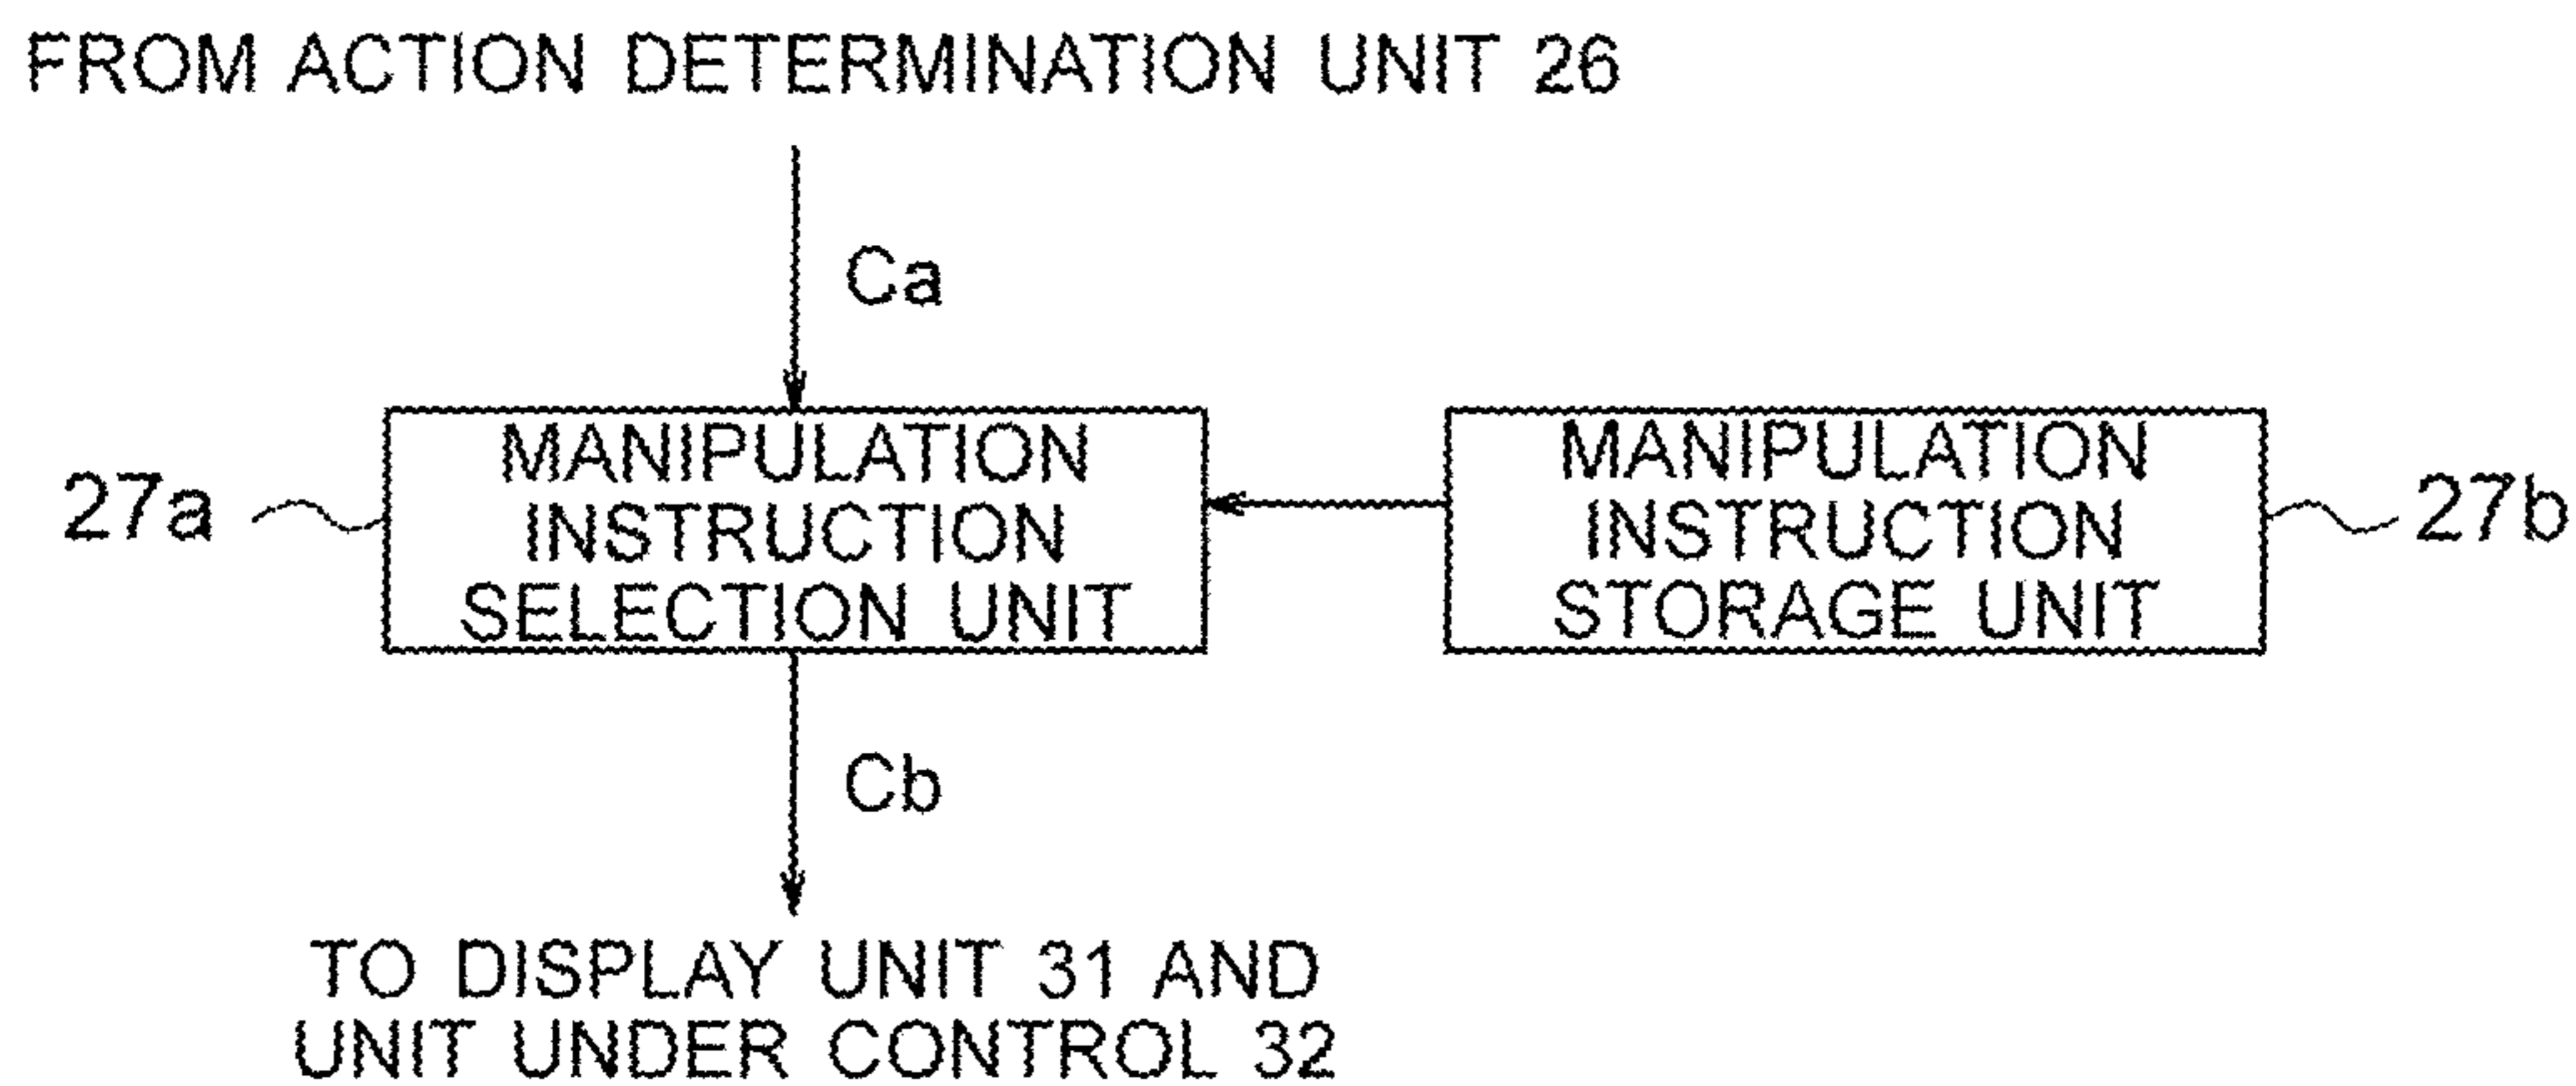 FROM ACTION DETERMINATION UNIT 26
Ca
MANIPULATION
INSTRUCTION
SELECTION UNIT
27a
MANIPULATION
INSTRUCTION
STORAGE UNIT
27b
Cb
TO DISPLAY UNIT 31 AND
UNIT UNDER CONTROL 32